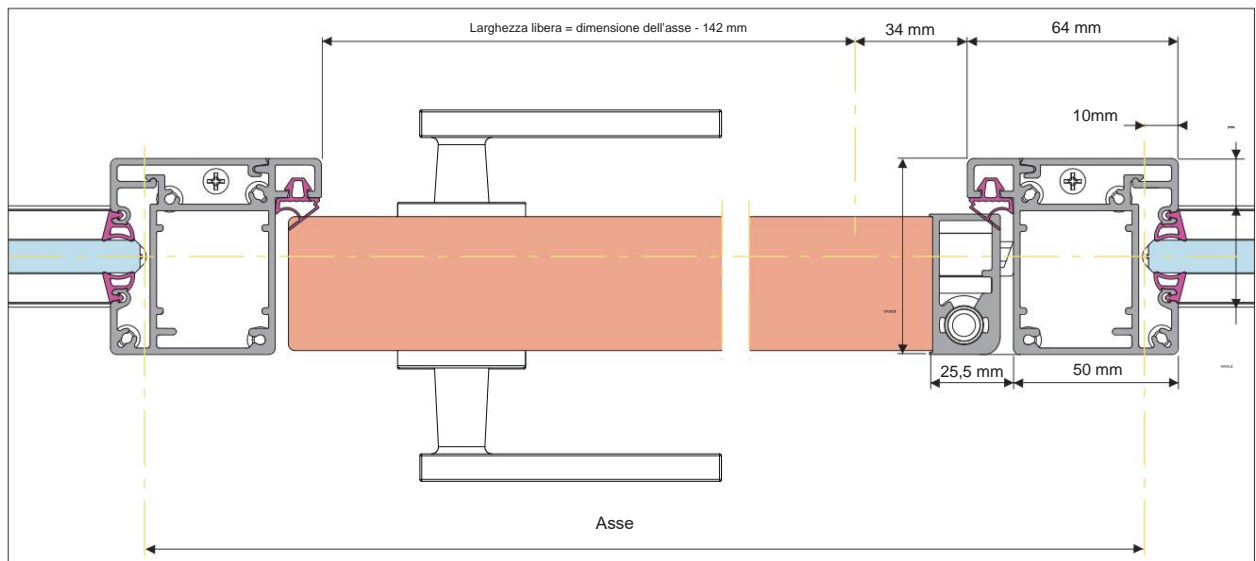 Larghezza libera = dimensione dell'asse - 142 mm
34 mm
64 mm
10mm
25,5 mm
50 mm
Asse